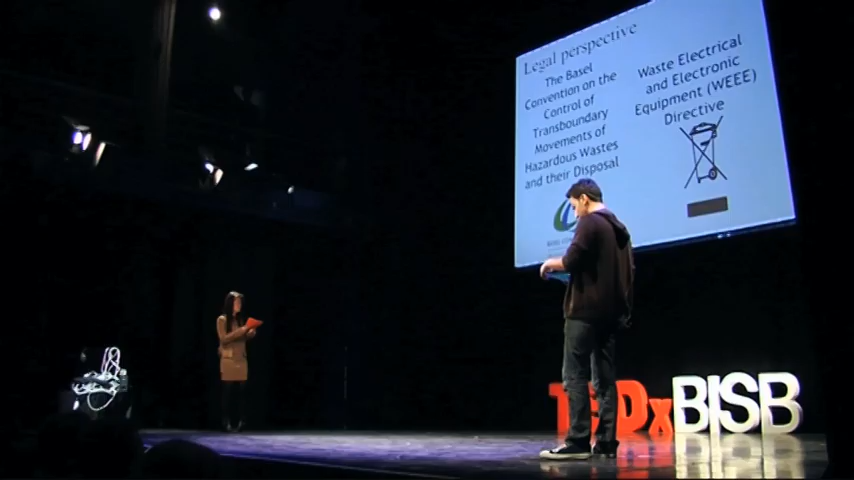 Legal perspective
The Basel
Convention on the
Control of
Transboundary
Movements of
Hazardous Wastes
and their Disposal
Waste Electrical
and Electronic
Equipment (WEEE)
Directive
TEDxBISB